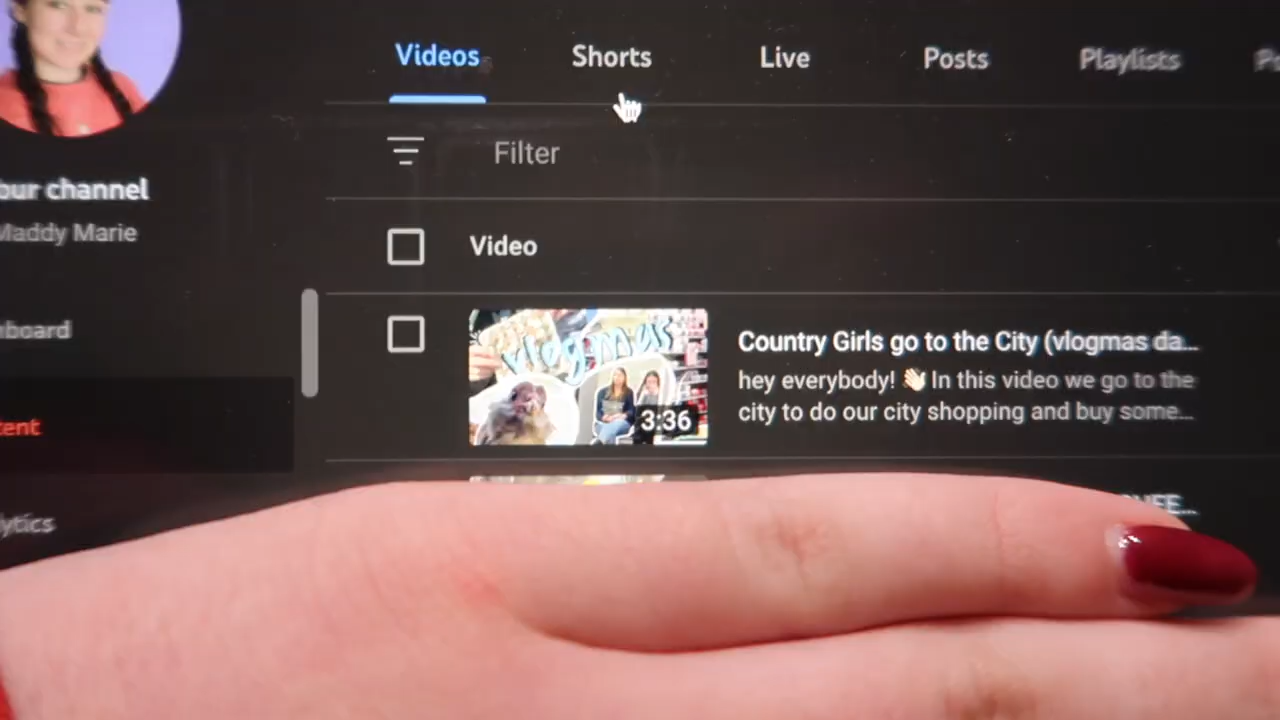 Videos
Shorts
Live
Posts
Playlists
Filter
our channel
Maddy Marie
Video
vlogmas
3:36
Country Girls go to the City (vlogmas da...
hey everybody! 👋 In this video we go to the
city to do our city shopping and buy some...
board
tent
lytics